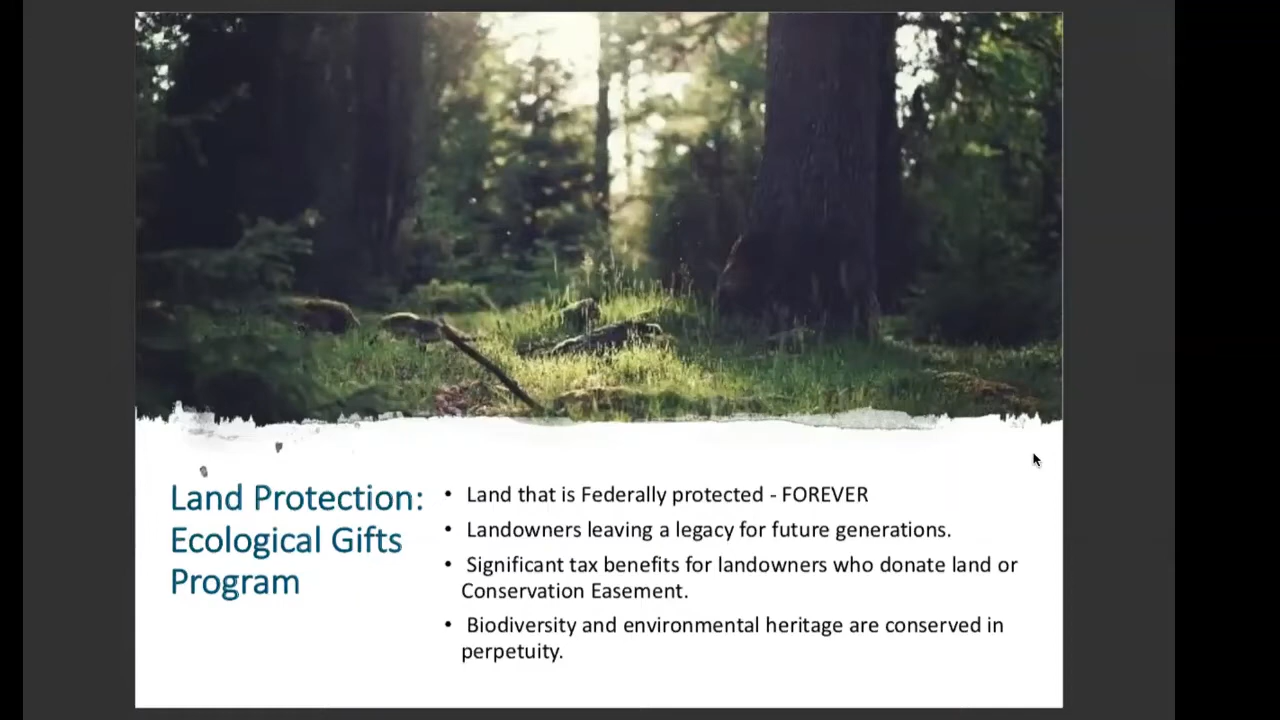 Land Protection:
Ecological Gifts
Program
• Land that is Federally protected - FOREVER
• Landowners leaving a legacy for future generations.
• Significant tax benefits for landowners who donate land or
Conservation Easement.
• Biodiversity and environmental heritage are conserved in
perpetuity.